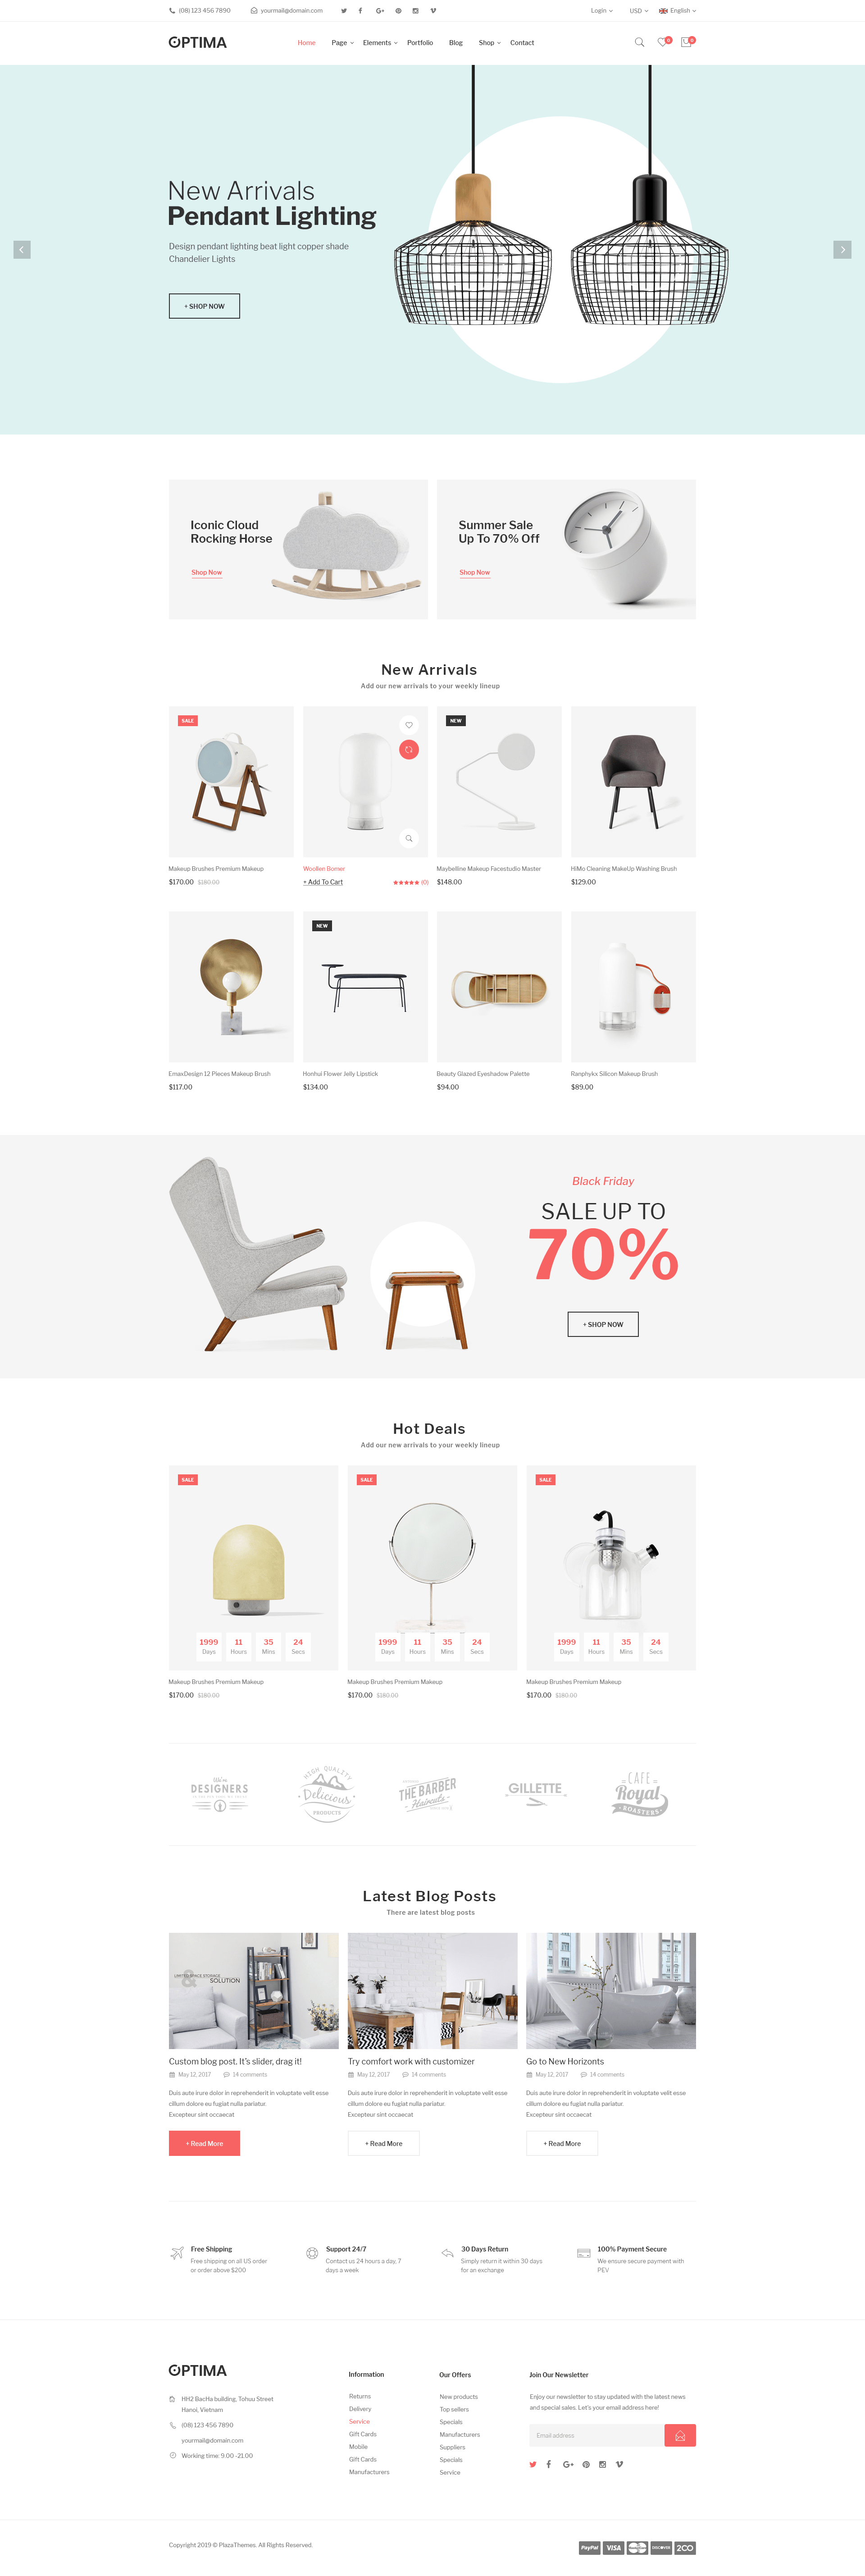 (08) 123 456 7890
yourmail@domain.com
Login
USD
English
OPTIMA
Home
Page
Elements
Portfolio
Blog
Shop
Contact
0
0
New Arrivals
Pendant Lighting
Design pendant lighting beat light copper shade
Chandelier Lights
+ SHOP NOW
Iconic Cloud
Rocking Horse
Shop Now
Summer Sale
Up To 70% Off
Shop Now
New Arrivals
Add our new arrivals to your weekly lineup
SALE
NEW
Makeup Brushes Premium Makeup
$170.00 $180.00
Woollen Bomer
+ Add To Cart
(0)
Maybelline Makeup Facestudio Master
$148.00
HiMo Cleaning MakeUp Washing Brush
$129.00
NEW
EmaxDesign 12 Pieces Makeup Brush
$117.00
Honhui Flower Jelly Lipstick
$134.00
Beauty Glazed Eyeshadow Palette
$94.00
Ranphykx Silicon Makeup Brush
$89.00
Black Friday
SALE UP TO
70%
+ SHOP NOW
Hot Deals
Add our new arrivals to your weekly lineup
SALE
SALE
SALE
1999 11 35 24
Days Hours Mins Secs
1999 11 35 24
Days Hours Mins Secs
1999 11 35 24
Days Hours Mins Secs
Makeup Brushes Premium Makeup
$170.00 $180.00
Makeup Brushes Premium Makeup
$170.00 $180.00
Makeup Brushes Premium Makeup
$170.00 $180.00
We're
DESIGNERS
HIGH QUALITY
Delicious
PRODUCTS
THE BARBER
Haircuts
GILLETTE
CAFE
Royal
ROASTERS
Latest Blog Posts
There are latest blog posts
LIMITED SPACE STORAGE
&
SOLUTION
Custom blog post. It's slider, drag it!
May 12, 2017
14 comments
Duis aute irure dolor in reprehenderit in voluptate velit esse
cillum dolore eu fugiat nulla pariatur.
Excepteur sint occaecat
+ Read More
Try comfort work with customizer
May 12, 2017
14 comments
Duis aute irure dolor in reprehenderit in voluptate velit esse
cillum dolore eu fugiat nulla pariatur.
Excepteur sint occaecat
+ Read More
Go to New Horizonts
May 12, 2017
14 comments
Duis aute irure dolor in reprehenderit in voluptate velit esse
cillum dolore eu fugiat nulla pariatur.
Excepteur sint occaecat
+ Read More
Free Shipping
Free shipping on all US order
or order above $200
Support 24/7
Contact us 24 hours a day, 7
days a week
30 Days Return
Simply return it within 30 days
for an exchange
100% Payment Secure
We ensure secure payment with
PEV
OPTIMA
HH2 BacHa building, Tohuu Street
Hanoi, Vietnam
(08) 123 456 7890
yourmail@domain.com
Working time: 9.00 -21.00
Information
Returns
Delivery
Service
Gift Cards
Mobile
Gift Cards
Manufacturers
Our Offers
New products
Top sellers
Specials
Manufacturers
Suppliers
Specials
Service
Join Our Newsletter
Enjoy our newsletter to stay updated with the latest news
and special sales. Let's your email address here!
Email address
Copyright 2019 © PlazaThemes. All Rights Reserved.
PayPal
VISA
MasterCard
DISCOVER
2CO